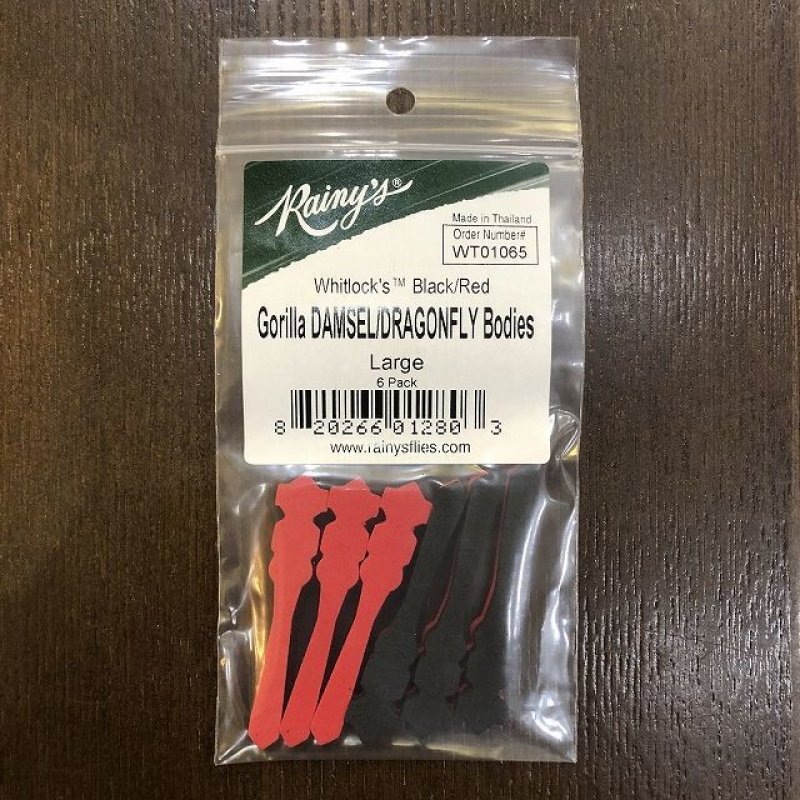 Rainy's®
Made in Thailand
Order Number#
WT01065
Whitlock's™ Black/Red
Gorilla DAMSEL/DRAGONFLY Bodies
Large
6 Pack
8 20266 01280 3
www.rainysflies.com